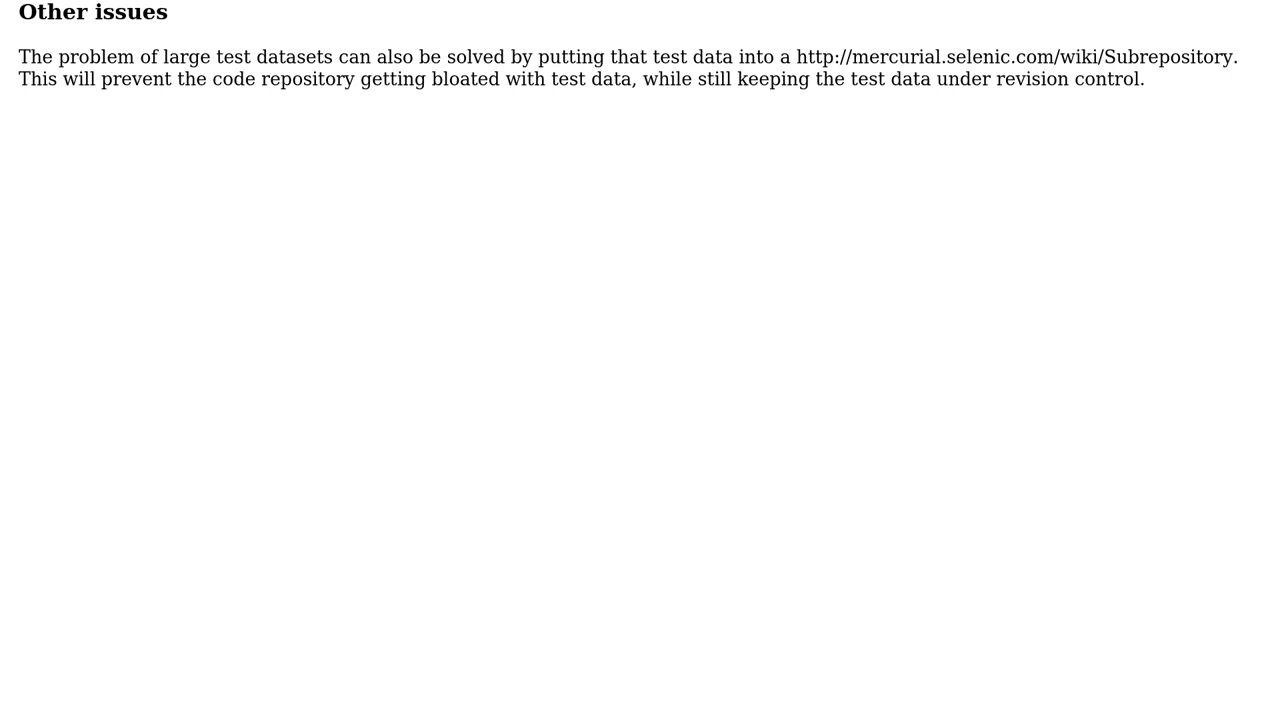 Other issues
The problem of large test datasets can also be solved by putting that test data into a http://mercurial.selenic.com/wiki/Subrepository.
This will prevent the code repository getting bloated with test data, while still keeping the test data under revision control.